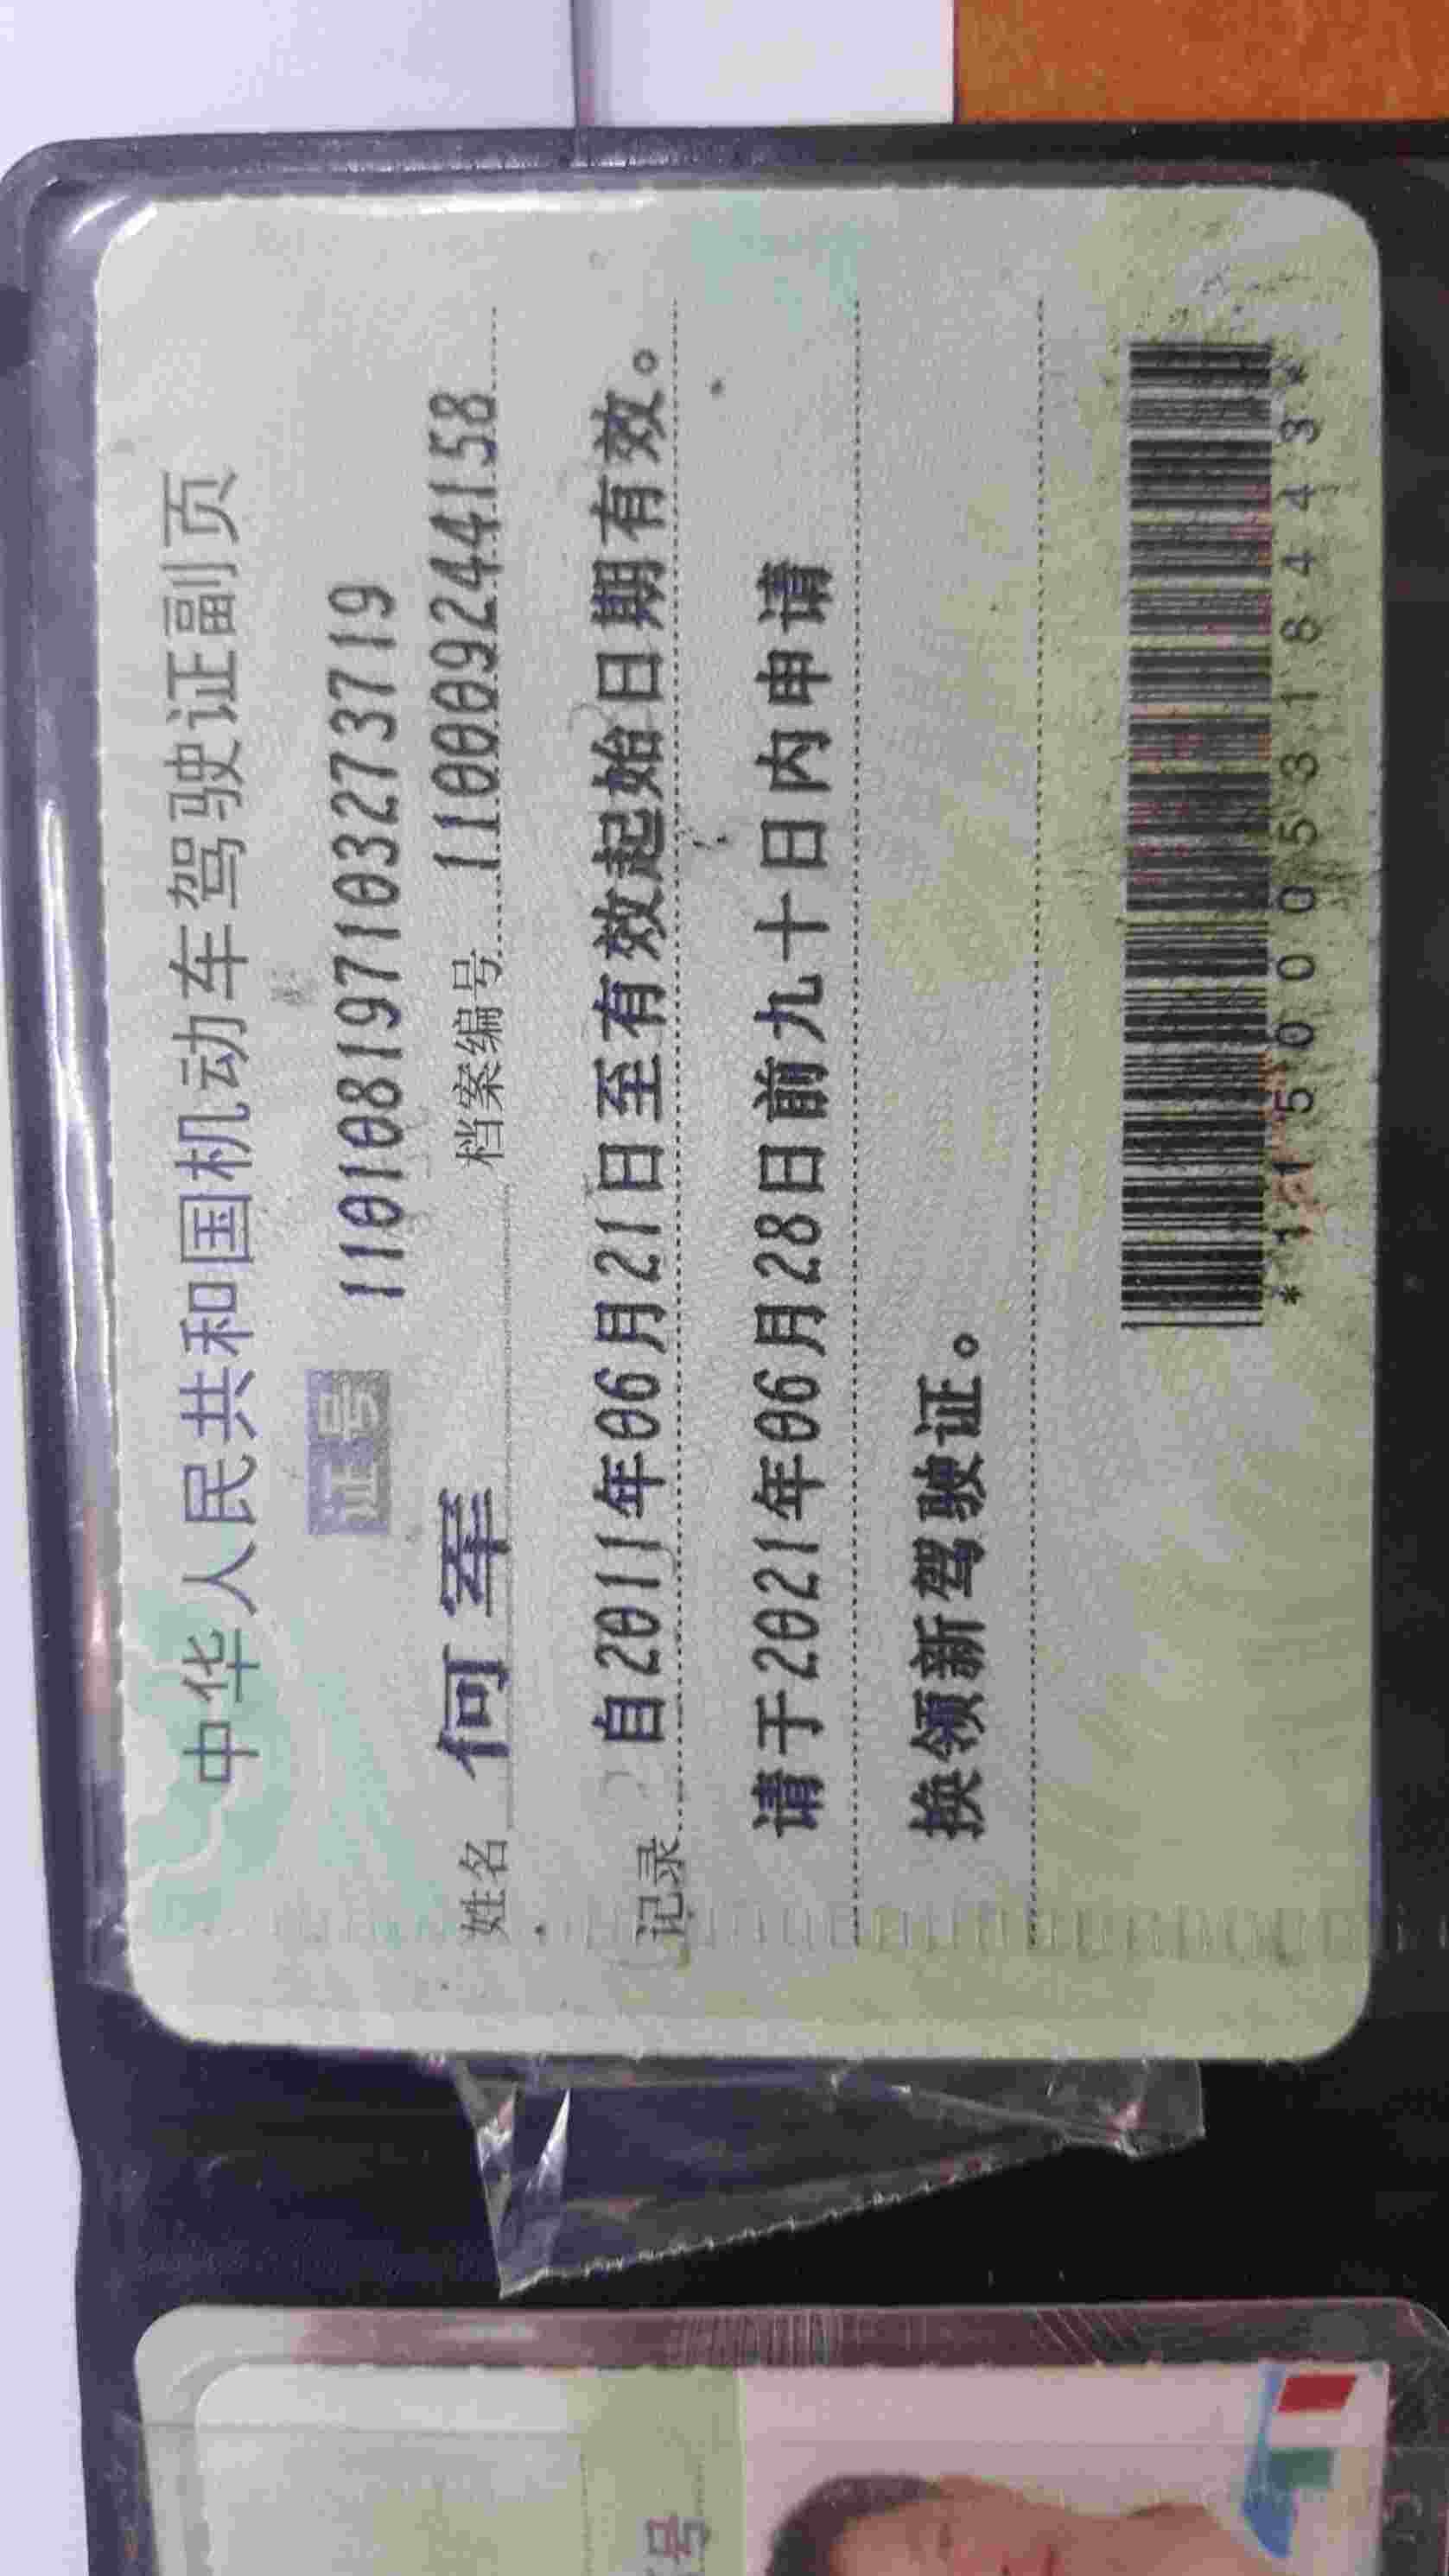 中华人民共和国机动车驾驶证副页
证号 110108197103273719
姓名 何军 档案编号 110009244158
记录 自2011年06月21日至有效起始日期有效。
请于2021年06月28日前九十日内申请
换领新驾驶证。
*1150005318443*
号